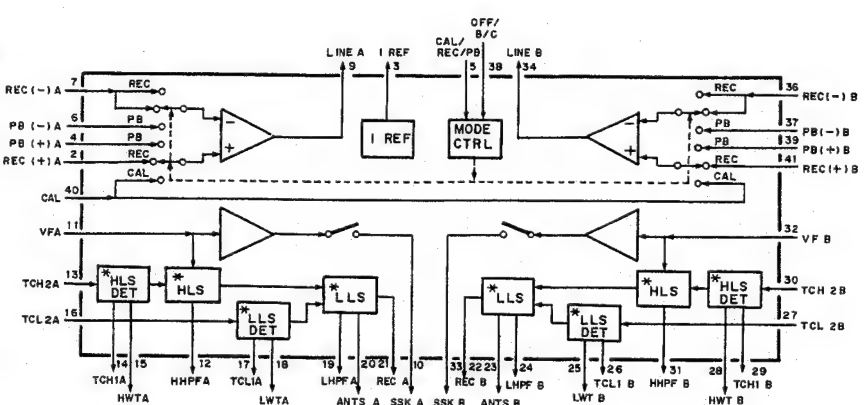 OFF/
B/C
CAL/
REC/PB
LINE A I REF LINE B
9 3 5 38 34
7 REC 36
REC(-)A REC REC(-)B
6 37
PB(-)A PB PB PB(-)B
4 39
PB(+)A PB PB PB(+)B
2 41
REC(+)A REC REC REC(+)B
- +
I REF
MODE
CTRL
- +
40 CAL CAL
CAL
11 32
VFA VF B
13 30
TCH2A *HLS DET *HLS *LLS *LLS *HLS *HLS DET TCH 2B
16 27
TCL2A *LLS DET *LLS DET TCL 2B
14 15 12 17 18 19 20 21 10 33 22 23 24 25 26 31 28 29
TCH1A HHPF A TCL1A LHPF A REC A REC B LHPF B TCL1 B HHPF B TCH1 B
HWTA LWTA ANTS A SSK A SSK B ANTS B LWT B HWT B